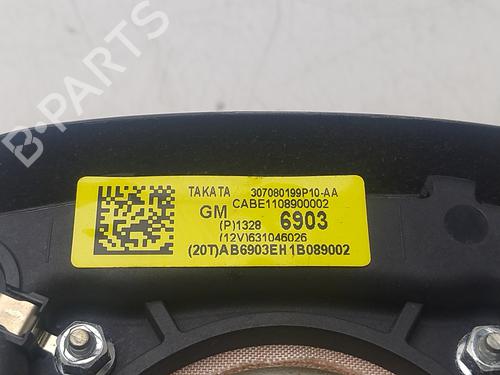 TAKATA 307080199P10-AA
CABE1108900002
GM 6903
(P)1328
(12V)631046026
(20T)AB6903EH1B089002
B-PARTS